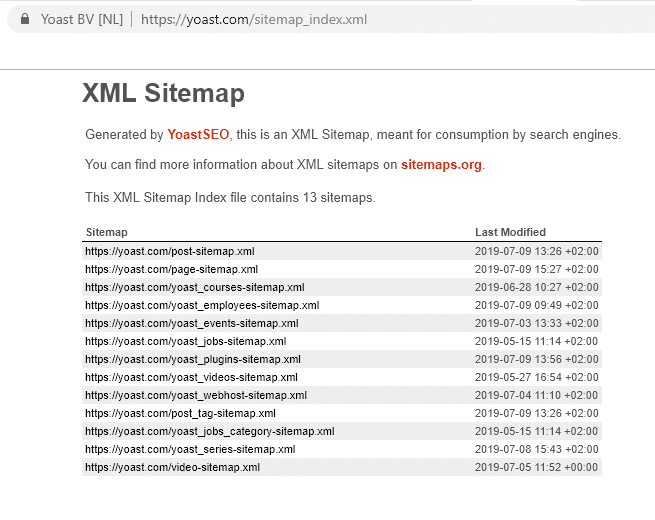 Yoast BV [NL] | https://yoast.com/sitemap_index.xml
XML Sitemap
Generated by YoastSEO, this is an XML Sitemap, meant for consumption by search engines.
You can find more information about XML sitemaps on sitemaps.org.
This XML Sitemap Index file contains 13 sitemaps.
Sitemap Last Modified
https://yoast.com/post-sitemap.xml 2019-07-09 13:26 +02:00
https://yoast.com/page-sitemap.xml 2019-07-09 15:27 +02:00
https://yoast.com/yoast_courses-sitemap.xml 2019-06-28 10:27 +02:00
https://yoast.com/yoast_employees-sitemap.xml 2019-07-09 09:49 +02:00
https://yoast.com/yoast_events-sitemap.xml 2019-07-03 13:33 +02:00
https://yoast.com/yoast_jobs-sitemap.xml 2019-05-15 11:14 +02:00
https://yoast.com/yoast_plugins-sitemap.xml 2019-07-09 13:56 +02:00
https://yoast.com/yoast_videos-sitemap.xml 2019-05-27 16:54 +02:00
https://yoast.com/yoast_webhost-sitemap.xml 2019-07-04 11:10 +02:00
https://yoast.com/post_tag-sitemap.xml 2019-07-09 13:26 +02:00
https://yoast.com/yoast_jobs_category-sitemap.xml 2019-05-15 11:14 +02:00
https://yoast.com/yoast_series-sitemap.xml 2019-07-08 15:43 +02:00
https://yoast.com/video-sitemap.xml 2019-07-05 11:52 +00:00